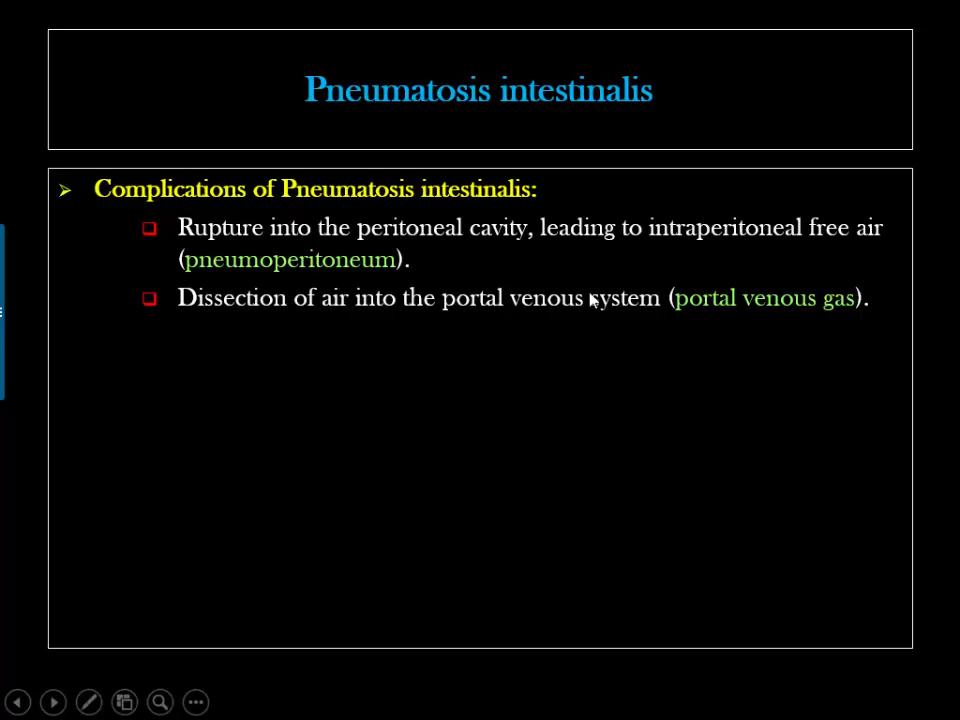 Pneumatosis intestinalis
Complications of Pneumatosis intestinalis:
Rupture into the peritoneal cavity, leading to intraperitoneal free air
(pneumoperitoneum).
Dissection of air into the portal venous system (portal venous gas).